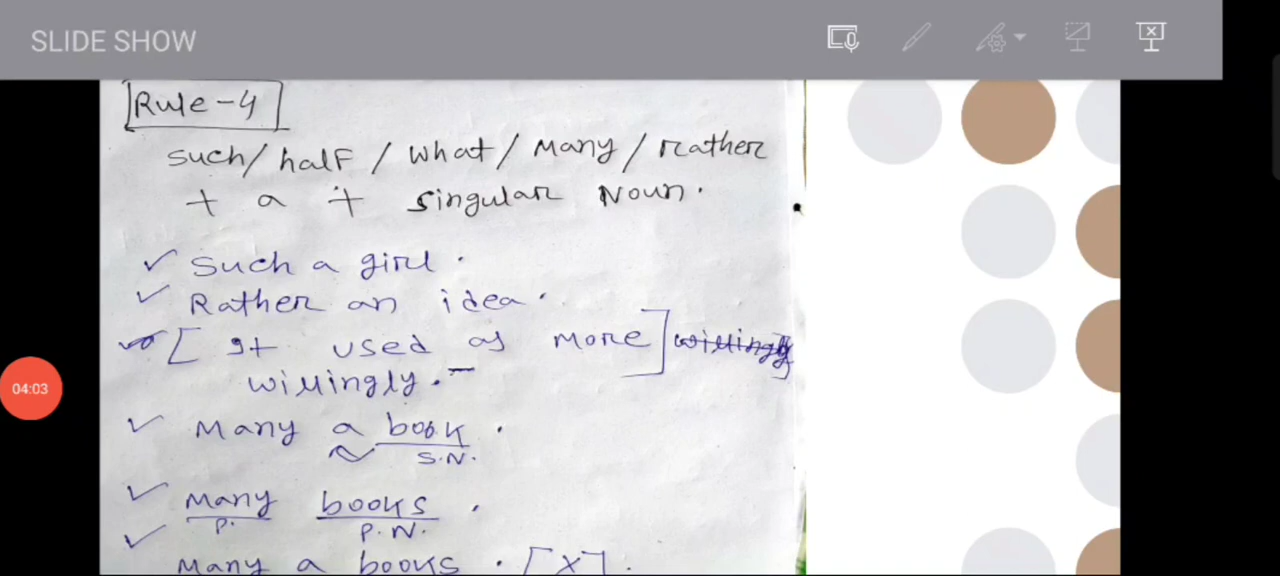 SLIDE SHOW
Rule-4
such/half/what/many/rather
+ a + singular Noun.
Such a girl.
Rather an idea.
[It used as more] willingly
willingly.
Many a book.
S.N.
Many books.
P. P.N.
Many a books. [X].
04:03